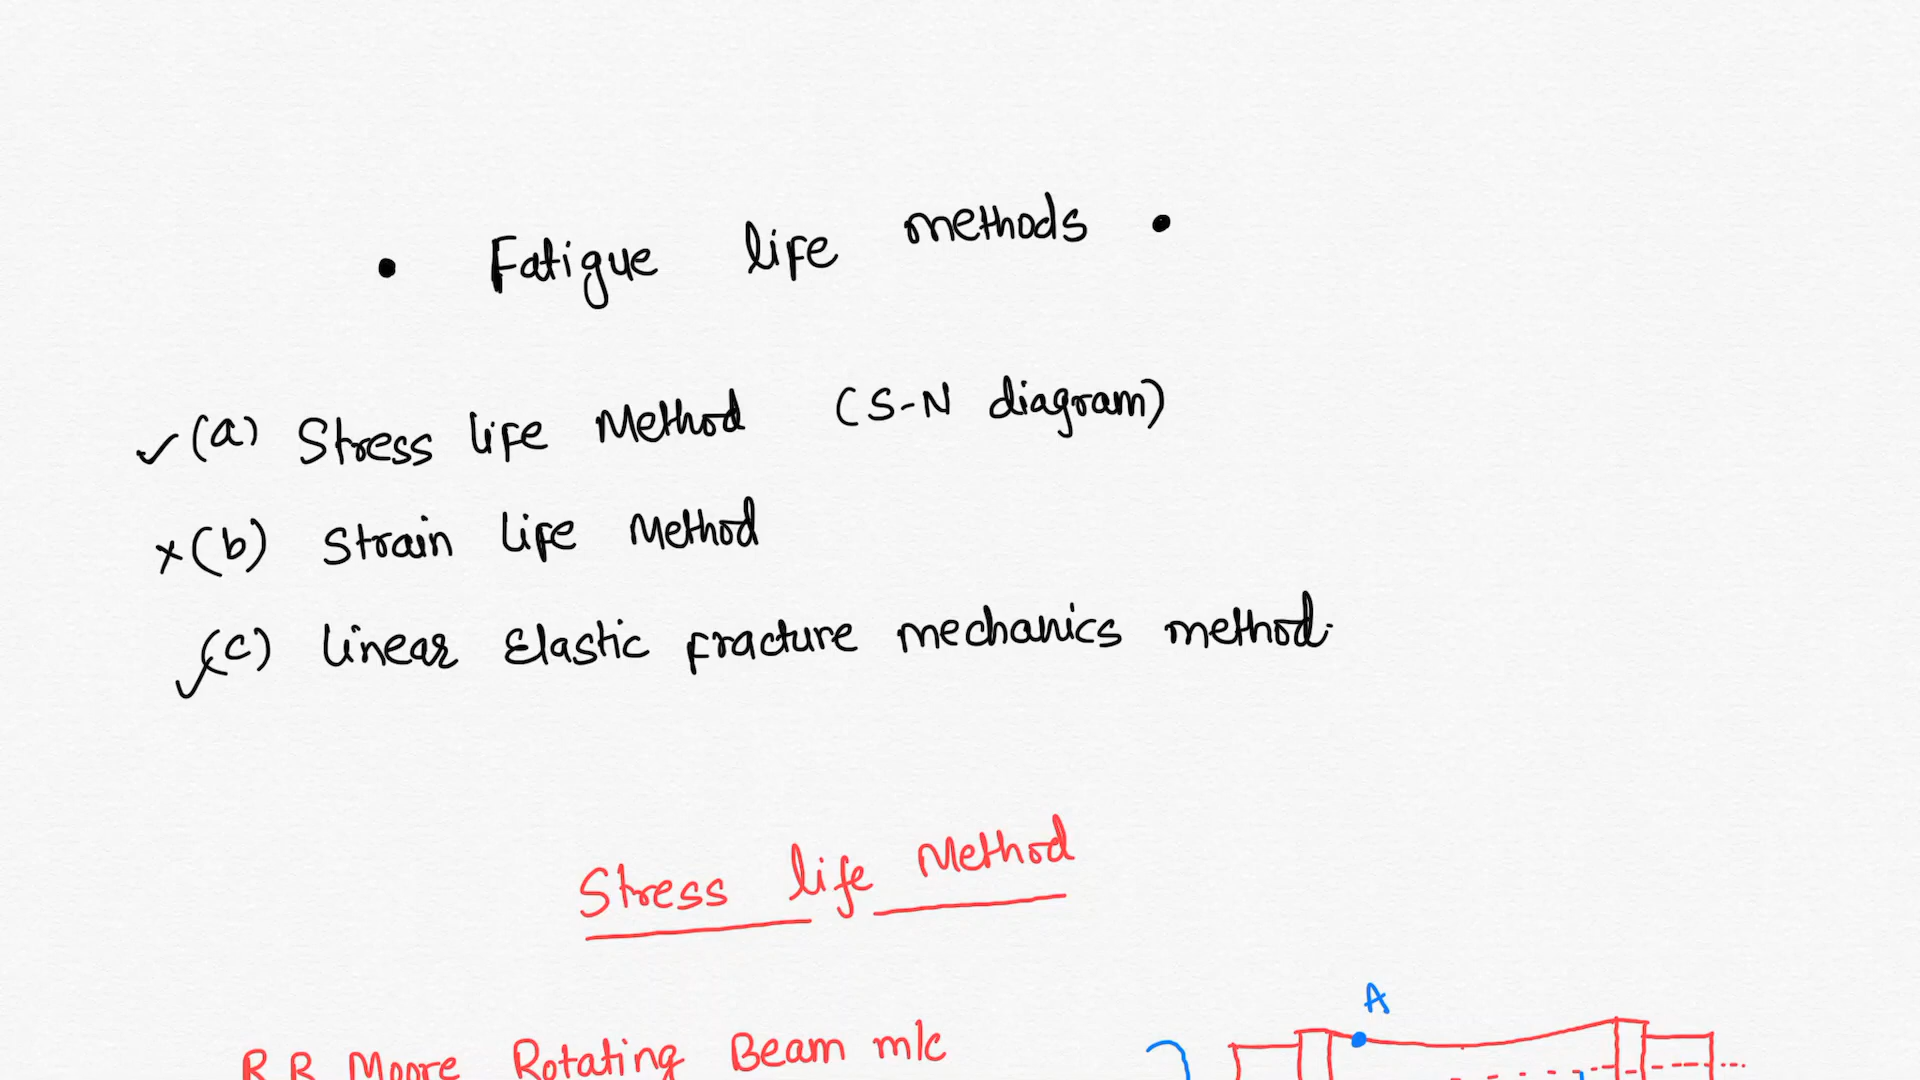 • Fatigue life methods •
(a) Stress life Method (S-N diagram)
(b) Strain life Method
(c) linear Elastic fracture mechanics method.
Stress life Method
A
R.R. Moore Rotating Beam m/c